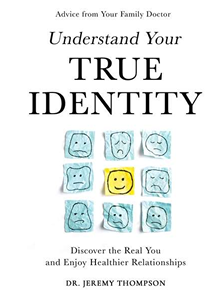 Advice from Your Family Doctor
Understand Your
TRUE
IDENTITY
Discover the Real You
and Enjoy Healthier Relationships
DR. JEREMY THOMPSON